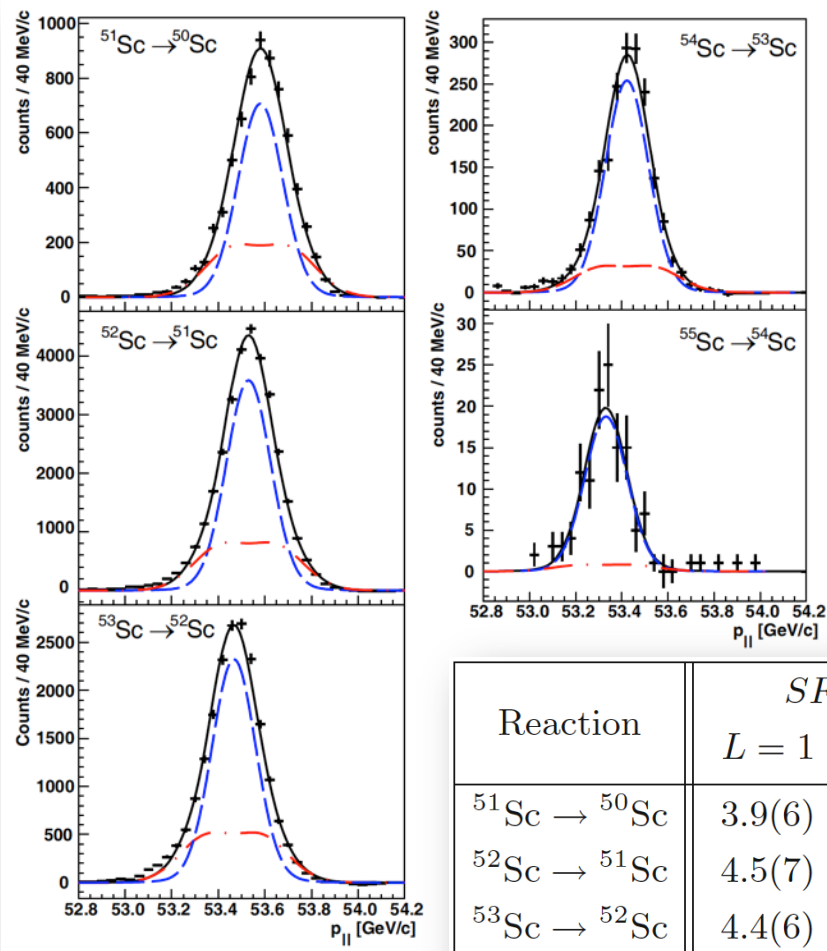 counts / 40 MeV/c
1000
800
600
400
200
0
⁵¹Sc→⁵⁰Sc
counts / 40 MeV/c
4000
3000
2000
1000
0
⁵²Sc→⁵¹Sc
Counts / 40 MeV/c
2500
2000
1500
1000
500
0
⁵³Sc→⁵²Sc
52.8 53.0 53.2 53.4 53.6 53.8 54.0 54.2
p|| [GeV/c]
counts / 40 MeV/c
300
250
200
150
100
50
0
⁵⁴Sc→⁵³Sc
counts / 40 MeV/c
30
25
20
15
10
5
0
⁵⁵Sc→⁵⁴Sc
52.8 53.0 53.2 53.4 53.6 53.8 54.0 54.2
p|| [GeV/c]
SF
Reaction
L = 1
⁵¹Sc → ⁵⁰Sc 3.9(6)
⁵²Sc → ⁵¹Sc 4.5(7)
⁵³Sc → ⁵²Sc 4.4(6)